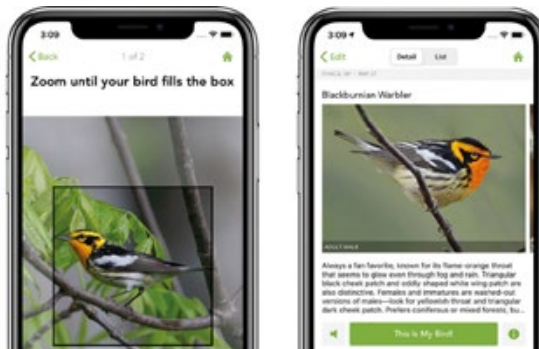 3:09
Back
1 of 2
Zoom until your bird fills the box
3:09
Edit
Detail
List
Blackburnian Warbler
ADULT MALE
Always a fan favorite, known for its flame-orange throat
that seems to glow even through fog and rain. Triangular
black cheek patch and oddly shaped white wing patch are
also distinctive. Females and immatures are washed-out
versions of males—look for yellowish throat and triangular
dark cheek patch. Prefers coniferous or mixed forests, bu...
This Is My Bird!